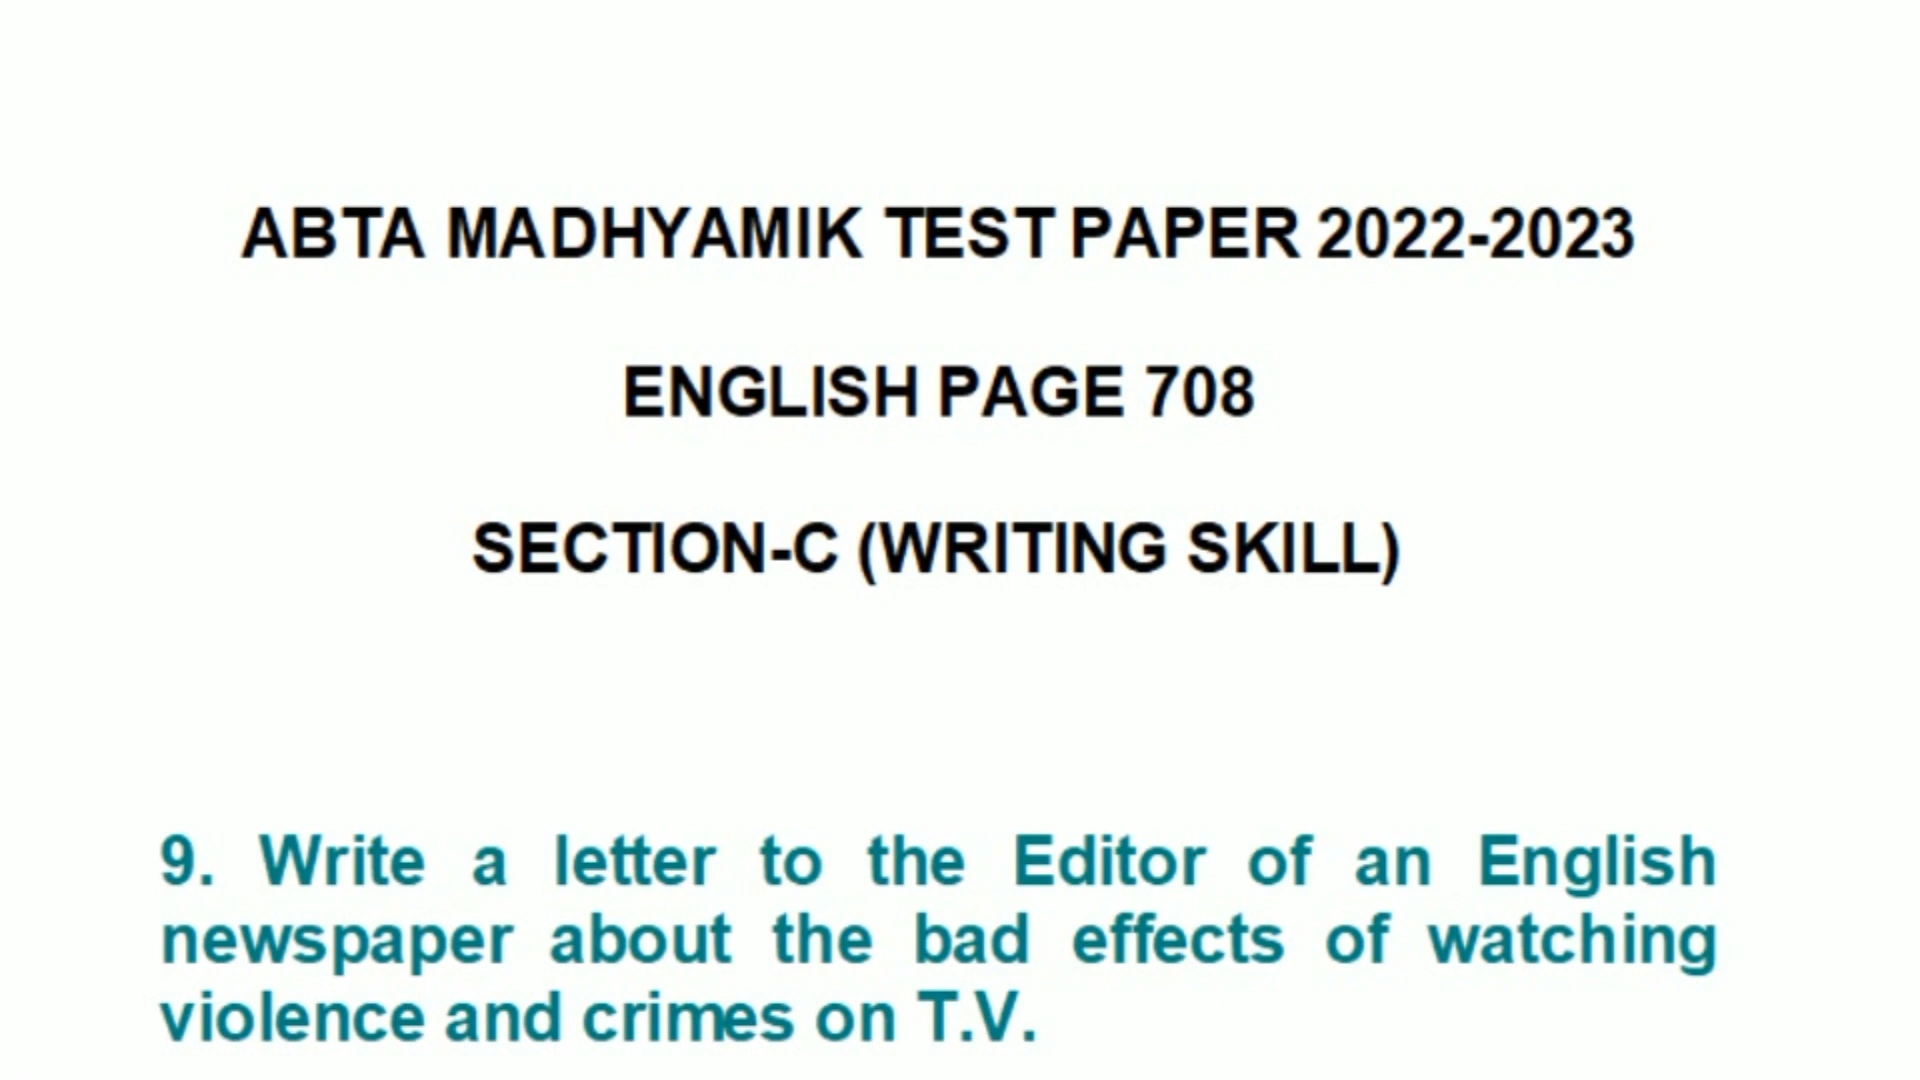 ABTA MADHYAMIK TEST PAPER 2022-2023
ENGLISH PAGE 708
SECTION-C (WRITING SKILL)
9. Write a letter to the Editor of an English
newspaper about the bad effects of watching
violence and crimes on T.V.